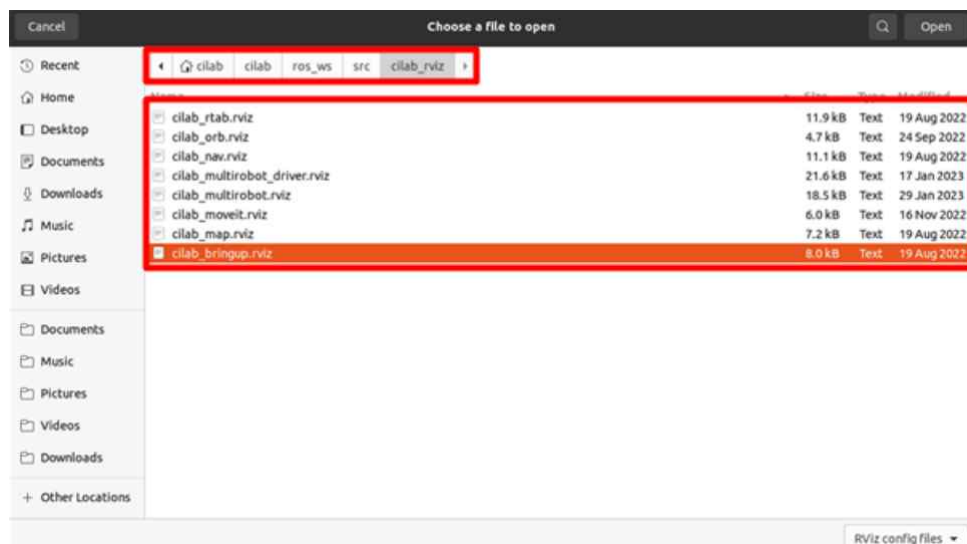 Cancel Choose a file to open Open
Recent
Home
Desktop
Documents
Downloads
Music
Pictures
Videos
Documents
Music
Pictures
Videos
Downloads
+ Other Locations
cilab cilab ros_ws src cilab_rviz
Name Size Type Modified
cilab_rtab.rviz 11.9 kB Text 19 Aug 2022
cilab_orb.rviz 4.7 kB Text 24 Sep 2022
cilab_nav.rviz 11.1 kB Text 19 Aug 2022
cilab_multirobot_driver.rviz 21.6 kB Text 17 Jan 2023
cilab_multirobot.rviz 18.5 kB Text 29 Jan 2023
cilab_moveit.rviz 6.0 kB Text 16 Nov 2022
cilab_map.rviz 7.2 kB Text 19 Aug 2022
cilab_bringup.rviz 8.0 kB Text 19 Aug 2022
RViz config files